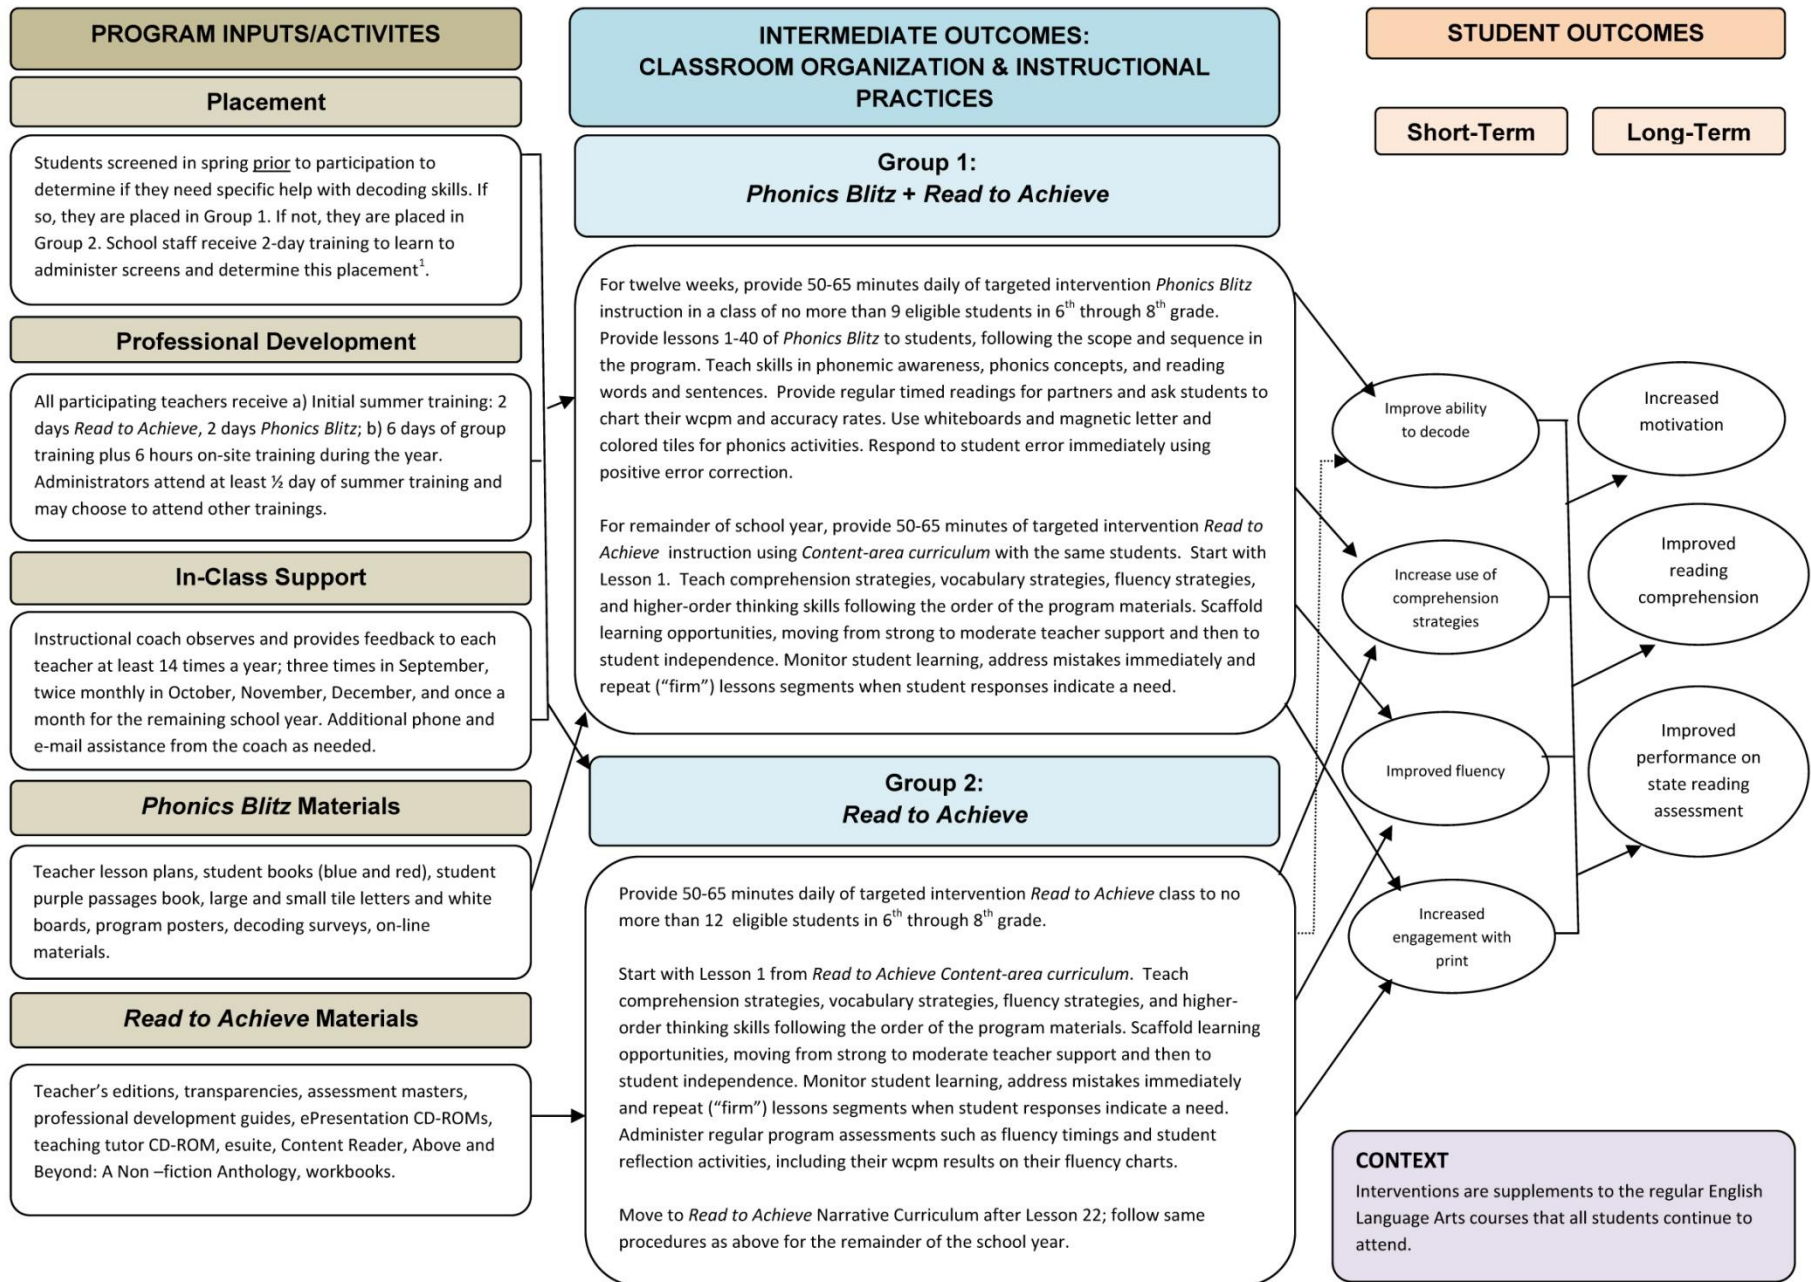 PROGRAM INPUTS/ACTIVITES
Placement
Students screened in spring prior to participation to
determine if they need specific help with decoding skills. If
so, they are placed in Group 1. If not, they are placed in
Group 2. School staff receive 2-day training to learn to
administer screens and determine this placement1.
Professional Development
All participating teachers receive a) Initial summer training: 2
days Read to Achieve, 2 days Phonics Blitz; b) 6 days of group
training plus 6 hours on-site training during the year.
Administrators attend at least ½ day of summer training and
may choose to attend other trainings.
In-Class Support
Instructional coach observes and provides feedback to each
teacher at least 14 times a year; three times in September,
twice monthly in October, November, December, and once a
month for the remaining school year. Additional phone and
e-mail assistance from the coach as needed.
Phonics Blitz Materials
Teacher lesson plans, student books (blue and red), student
purple passages book, large and small tile letters and white
boards, program posters, decoding surveys, on-line
materials.
Read to Achieve Materials
Teacher's editions, transparencies, assessment masters,
professional development guides, ePresentation CD-ROMs,
teaching tutor CD-ROM, esuite, Content Reader, Above and
Beyond: A Non –fiction Anthology, workbooks.
INTERMEDIATE OUTCOMES:
CLASSROOM ORGANIZATION & INSTRUCTIONAL
PRACTICES
Group 1:
Phonics Blitz + Read to Achieve
For twelve weeks, provide 50-65 minutes daily of targeted intervention Phonics Blitz
instruction in a class of no more than 9 eligible students in 6th through 8th grade.
Provide lessons 1-40 of Phonics Blitz to students, following the scope and sequence in
the program. Teach skills in phonemic awareness, phonics concepts, and reading
words and sentences. Provide regular timed readings for partners and ask students to
chart their wcpm and accuracy rates. Use whiteboards and magnetic letter and
colored tiles for phonics activities. Respond to student error immediately using
positive error correction.
For remainder of school year, provide 50-65 minutes of targeted intervention Read to
Achieve instruction using Content-area curriculum with the same students. Start with
Lesson 1. Teach comprehension strategies, vocabulary strategies, fluency strategies,
and higher-order thinking skills following the order of the program materials. Scaffold
learning opportunities, moving from strong to moderate teacher support and then to
student independence. Monitor student learning, address mistakes immediately and
repeat ("firm") lessons segments when student responses indicate a need.
Group 2:
Read to Achieve
Provide 50-65 minutes daily of targeted intervention Read to Achieve class to no
more than 12 eligible students in 6th through 8th grade.
Start with Lesson 1 from Read to Achieve Content-area curriculum. Teach
comprehension strategies, vocabulary strategies, fluency strategies, and higher-
order thinking skills following the order of the program materials. Scaffold learning
opportunities, moving from strong to moderate teacher support and then to
student independence. Monitor student learning, address mistakes immediately
and repeat ("firm") lessons segments when student responses indicate a need.
Administer regular program assessments such as fluency timings and student
reflection activities, including their wcpm results on their fluency charts.
Move to Read to Achieve Narrative Curriculum after Lesson 22; follow same
procedures as above for the remainder of the school year.
STUDENT OUTCOMES
Short-Term
Long-Term
Improve ability
to decode
Increase use of
comprehension
strategies
Improved fluency
Increased
engagement with
print
Increased
motivation
Improved
reading
comprehension
Improved
performance on
state reading
assessment
CONTEXT
Interventions are supplements to the regular English
Language Arts courses that all students continue to
attend.